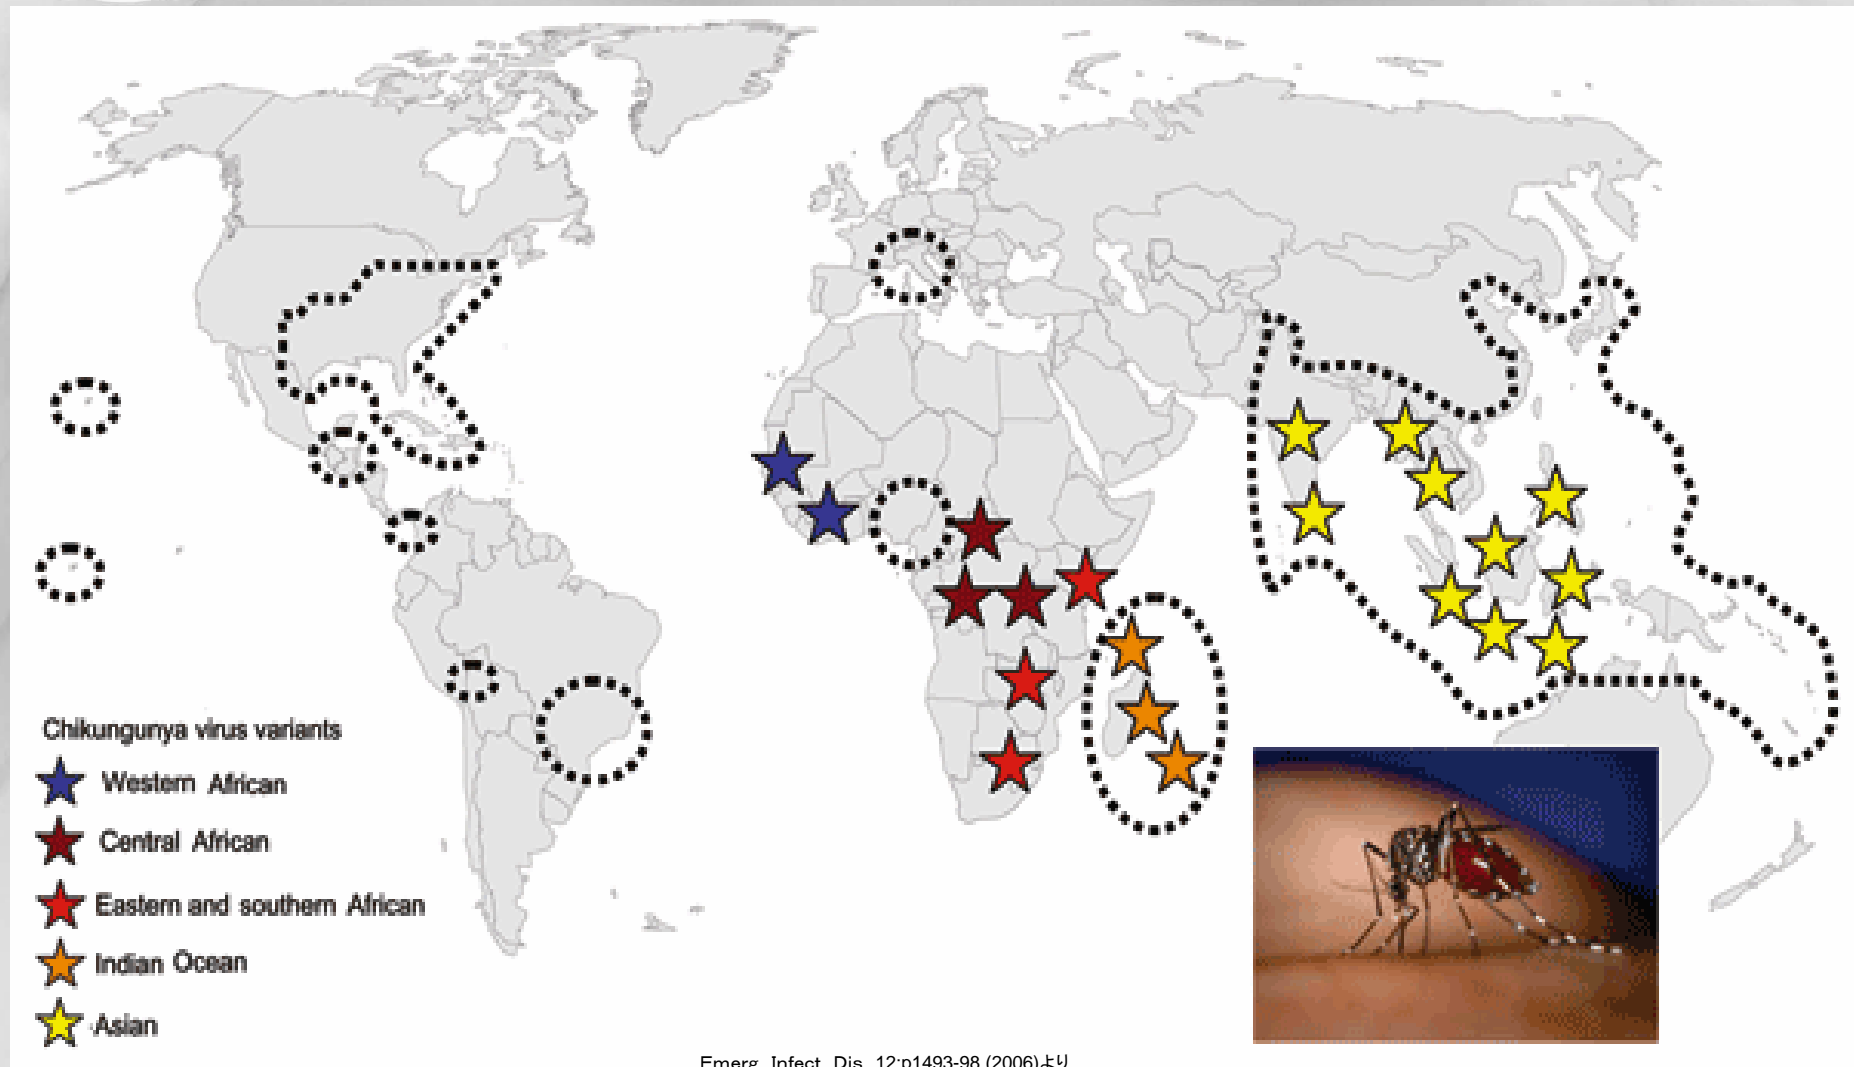 Chikungunya virus variants
Western African
Central African
Eastern and southern African
Indian Ocean
Asian
Emerg. Infect. Dis. 12:p1493-98 (2006)より